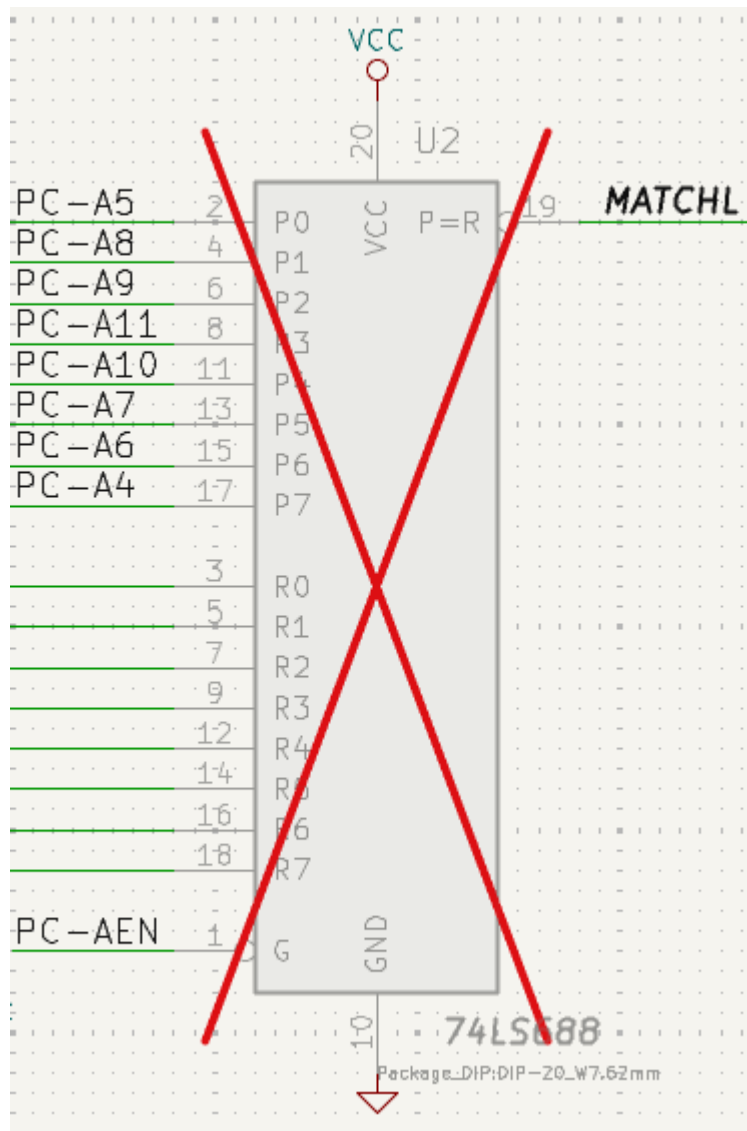 VCC
20
U2
PC-A5 2 P0 VCC P=R 19 MATCHL
PC-A8 4 P1
PC-A9 6 P2
PC-A11 8 P3
PC-A10 11 P4
PC-A7 13 P5
PC-A6 15 P6
PC-A4 17 P7
3 R0
5 R1
7 R2
9 R3
12 R4
14 R5
16 R6
18 R7
PC-AEN 1 G GND
10
74LS688
Package_DIP:DIP-20_W7.62mm